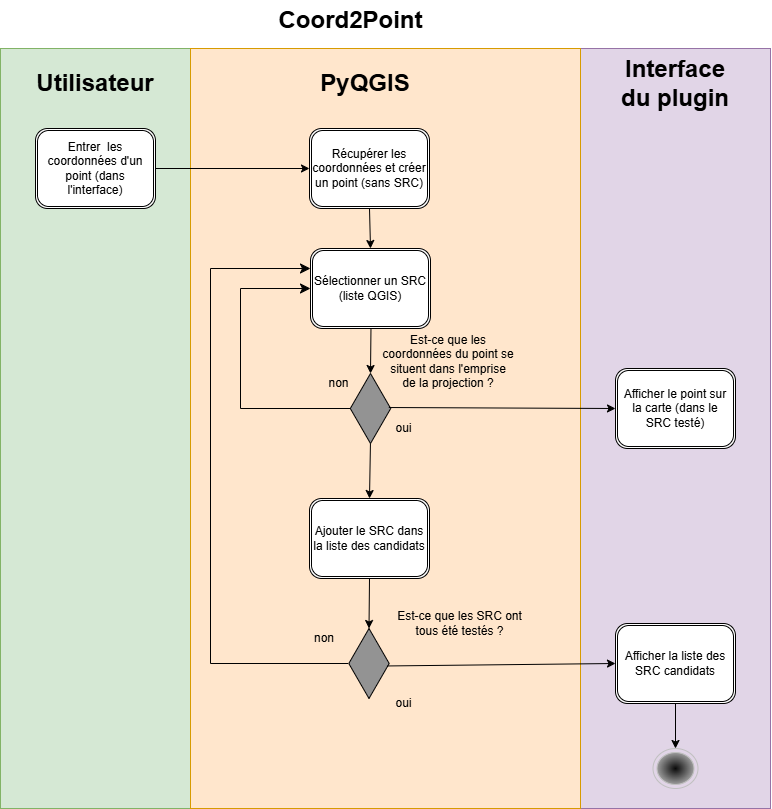 Coord2Point
Utilisateur
PyQGIS
Interface
du plugin
Entrer les
coordonnées d'un
point (dans
l'interface)
Récupérer les
coordonnées et créer
un point (sans SRC)
Sélectionner un SRC
(liste QGIS)
Est-ce que les
coordonnées du point se
situent dans l'emprise
de la projection ?
non
oui
Afficher le point sur
la carte (dans le
SRC testé)
Ajouter le SRC dans
la liste des candidats
Est-ce que les SRC ont
tous été testés ?
non
oui
Afficher la liste des
SRC candidats